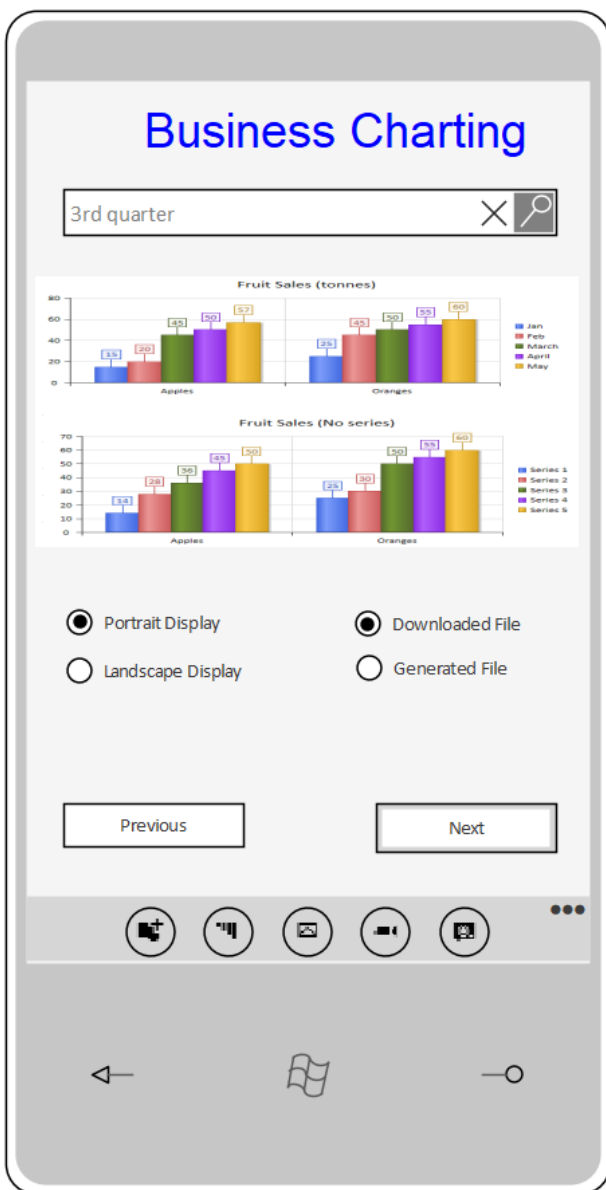 Business Charting
3rd quarter
Fruit Sales (tonnes)
80
60
40
20
0
15
20
45
50
57
25
45
50
55
60
Apples
Oranges
Jan
Feb
March
April
May
Fruit Sales (No series)
70
60
50
40
30
20
10
0
14
28
36
45
50
25
30
50
55
60
Apples
Oranges
Series 1
Series 2
Series 3
Series 4
Series 5
Portrait Display
Downloaded File
Landscape Display
Generated File
Previous
Next